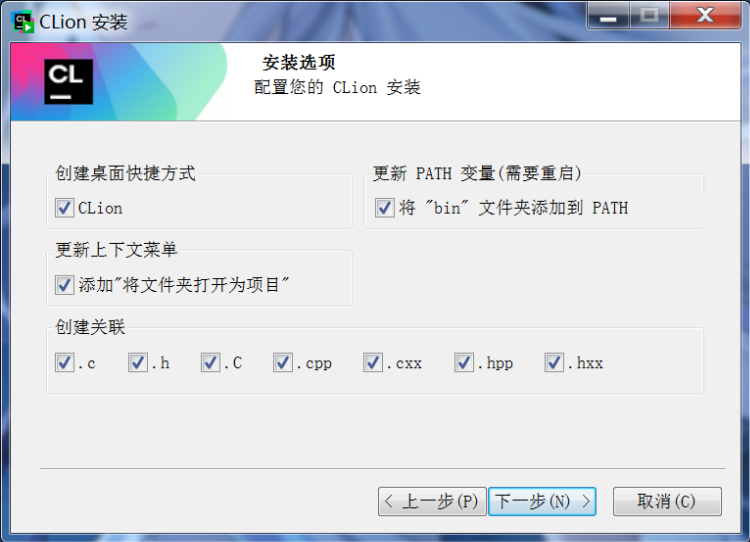 CLion 安装
CL
安装选项
配置您的 CLion 安装
创建桌面快捷方式
CLion
更新 PATH 变量(需要重启)
将 "bin" 文件夹添加到 PATH
更新上下文菜单
添加"将文件夹打开为项目"
创建关联
.c .h .C .cpp .cxx .hpp .hxx
< 上一步(P) 下一步(N) > 取消(C)